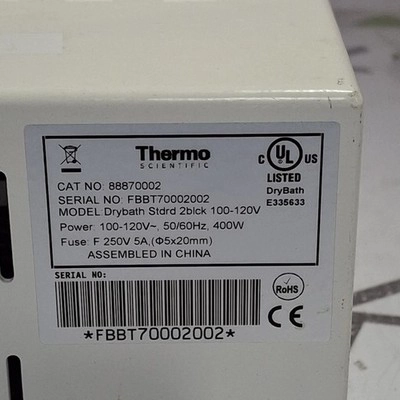 Thermo
SCIENTIFIC
C UL US
LISTED
DryBath
E335633
CAT NO: 88870002
SERIAL NO: FBBT70002002
MODEL: Drybath Stdrd 2blck 100-120V
Power: 100-120V~, 50/60Hz, 400W
Fuse: F 250V 5A,(Φ5x20mm)
ASSEMBLED IN CHINA
SERIAL NO:
RoHS
CE
*FBBT70002002*